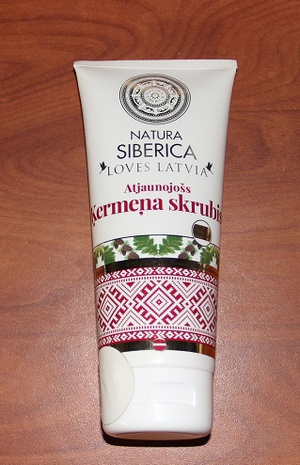 NATURA
SIBERICA
LOVES LATVIA
Atjaunojošs
Ķermeņa skrubis